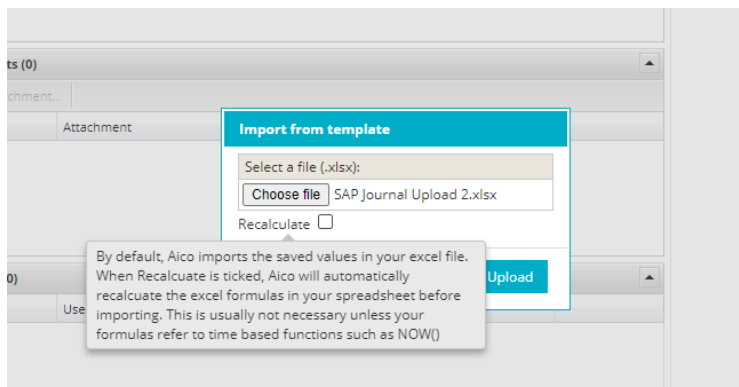 ts (0)
chment...
Attachment
Import from template
Select a file (.xlsx):
Choose file SAP Journal Upload 2.xlsx
Recalculate
By default, Aico imports the saved values in your excel file.
When Recalcuate is ticked, Aico will automatically
recalcuate the excel formulas in your spreadsheet before
importing. This is usually not necessary unless your
formulas refer to time based functions such as NOW()
Upload
0)
Use